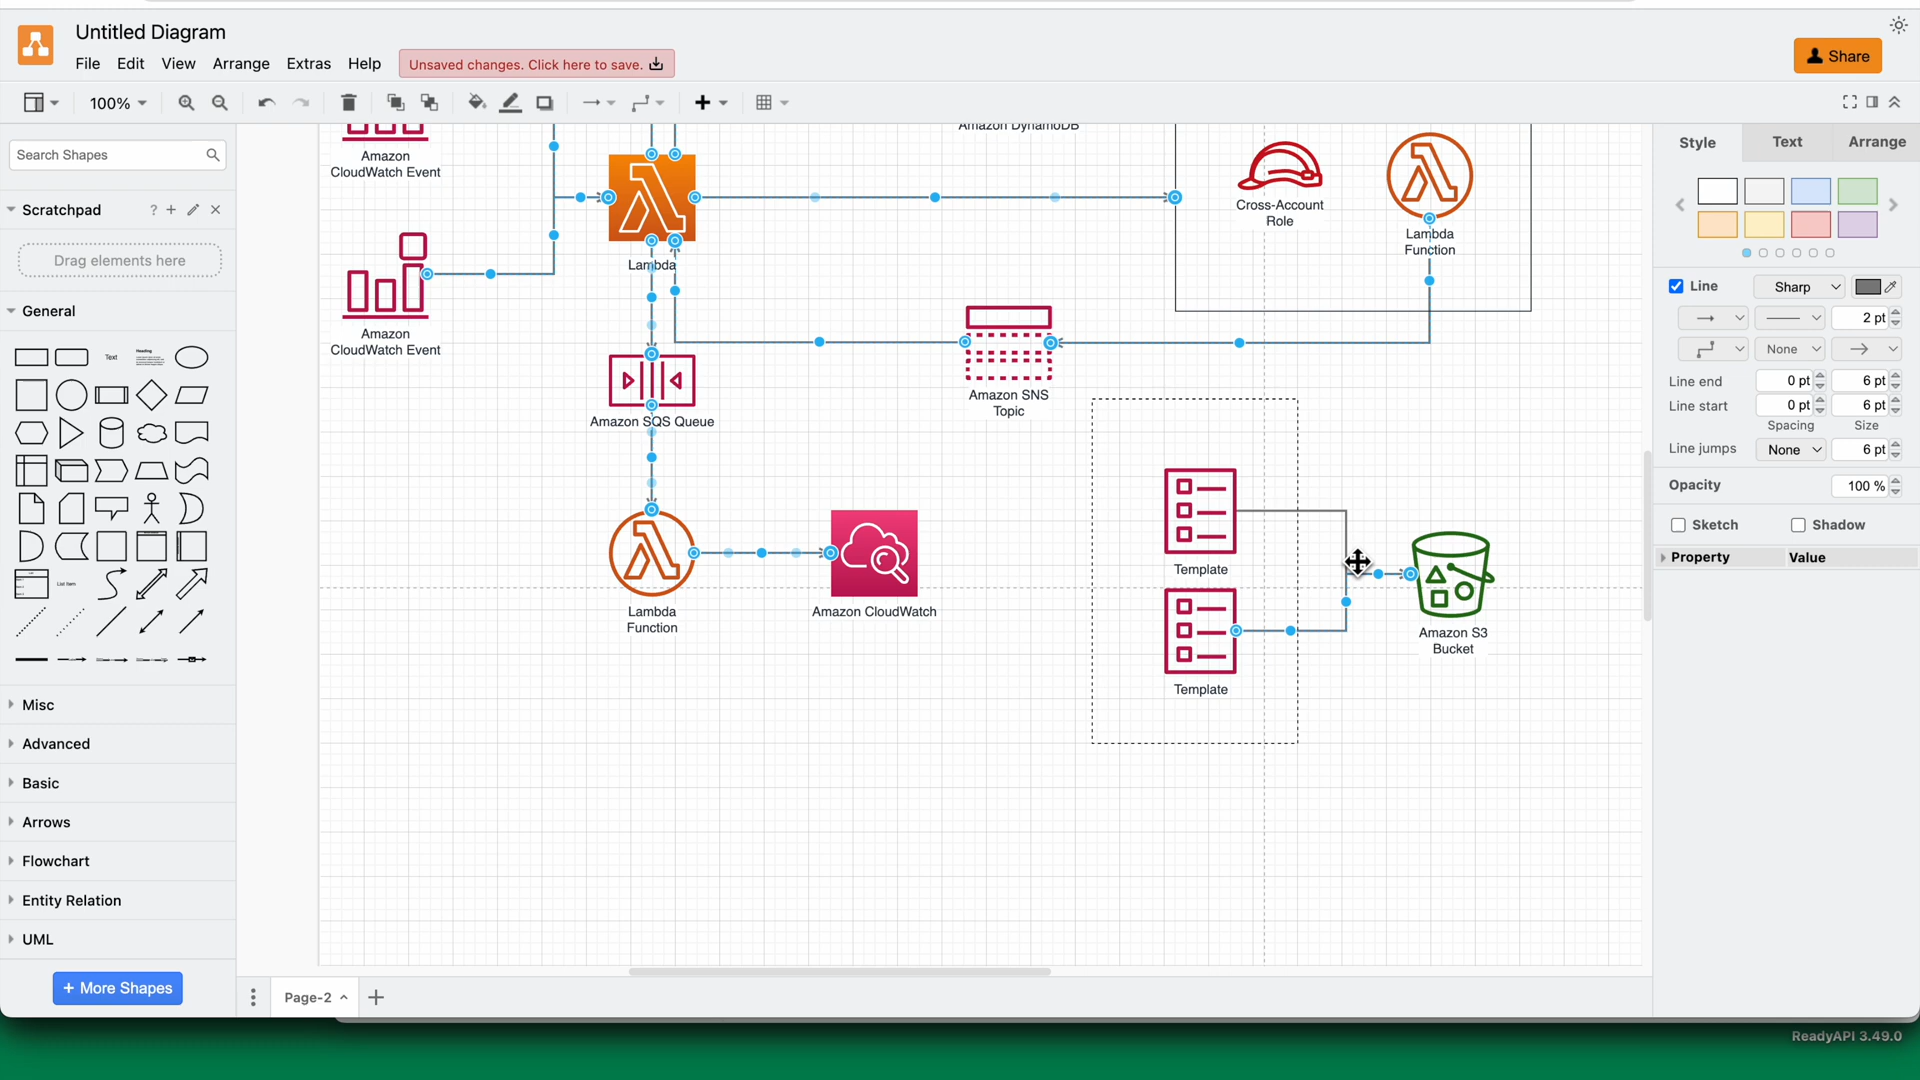 Untitled Diagram
File Edit View Arrange Extras Help
Unsaved changes. Click here to save.
Share
100%
Search Shapes
Scratchpad
?
Drag elements here
General
Text
Heading
List Item
Misc
Advanced
Basic
Arrows
Flowchart
Entity Relation
UML
+ More Shapes
Amazon
CloudWatch Event
Amazon
CloudWatch Event
Lambda
Amazon DynamoDB
Cross-Account
Role
Lambda
Function
Amazon SNS
Topic
Amazon SQS Queue
Lambda
Function
Amazon CloudWatch
Template
Template
Amazon S3
Bucket
Page-2
Style Text Arrange
Line Sharp
2 pt
None
Line end 0 pt 6 pt
Line start 0 pt 6 pt
Spacing Size
Line jumps None 6 pt
Opacity 100 %
Sketch Shadow
Property Value
ReadyAPI 3.49.0